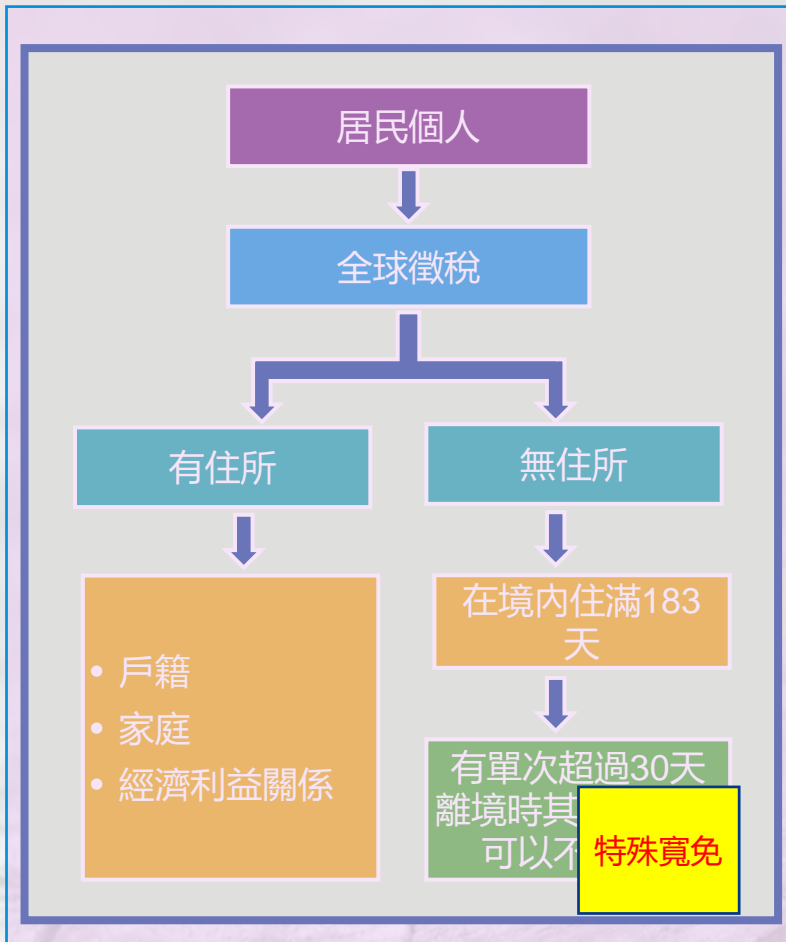 居民個人
全球徵稅
有住所
無住所
• 戶籍
• 家庭
• 經濟利益關係
在境內住滿183
天
有單次超過30天
離境時其
可以不
特殊寬免